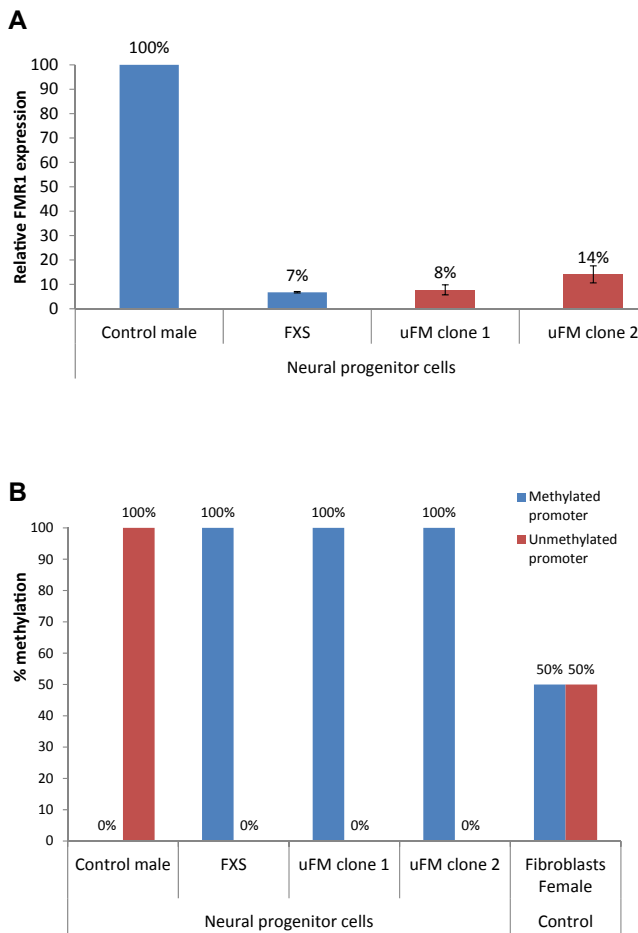 A
100%
Relative FMR1 expression
100
90
80
70
60
50
40
30
20
10
0
7%
8%
14%
Control male
FXS
uFM clone 1
uFM clone 2
Neural progenitor cells
B
Methylated
promoter
Unmethylated
promoter
% methylation
100
90
80
70
60
50
40
30
20
10
0
0%
100%
100%
0%
100%
0%
100%
0%
50%
50%
Control male
FXS
uFM clone 1
uFM clone 2
Fibroblasts
Female
Neural progenitor cells
Control